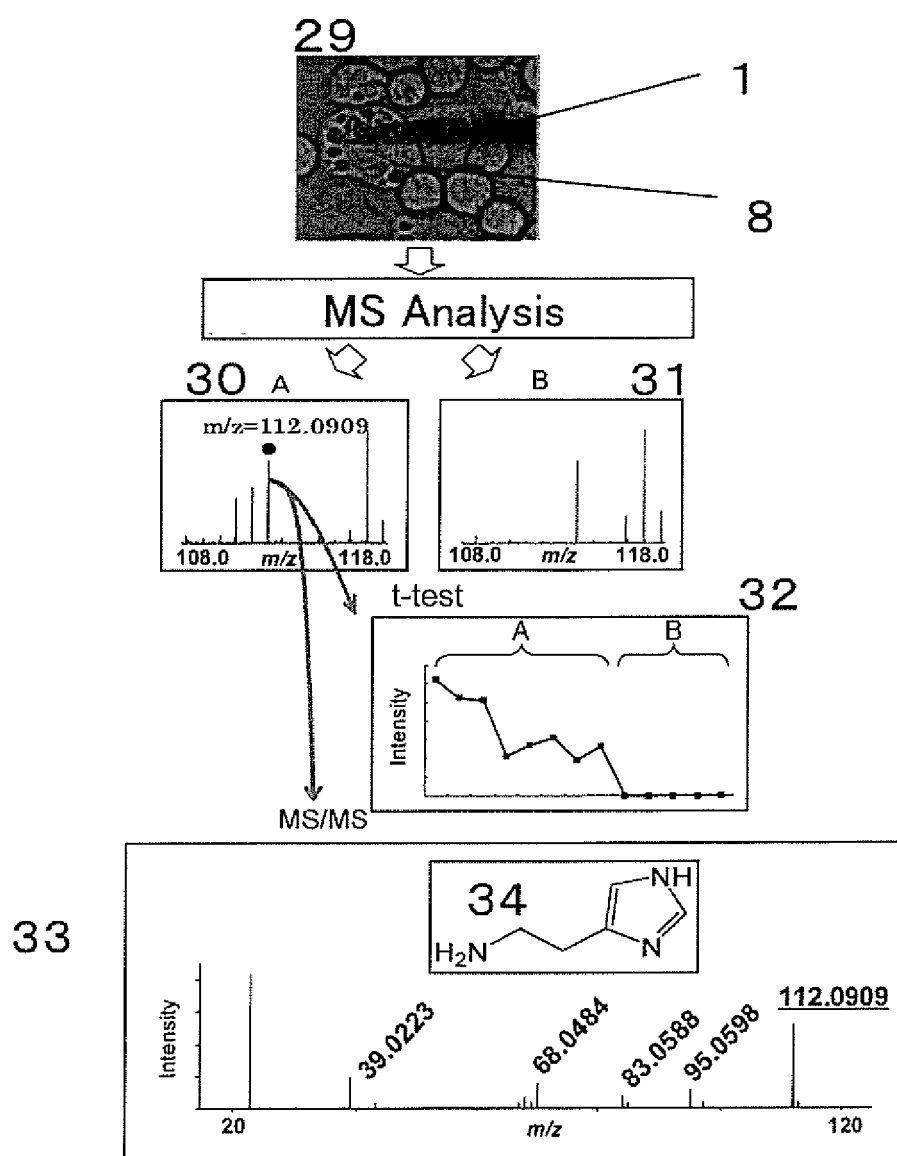 29
1
8
MS Analysis
30 A
B 31
m/z=112.0909
108.0 m/z 118.0
108.0 m/z 118.0
t-test
32
A
B
Intensity
MS/MS
33
34
H₂N
NH
N
Intensity
39.0223
68.0484
83.0588
95.0598
112.0909
20
m/z
120